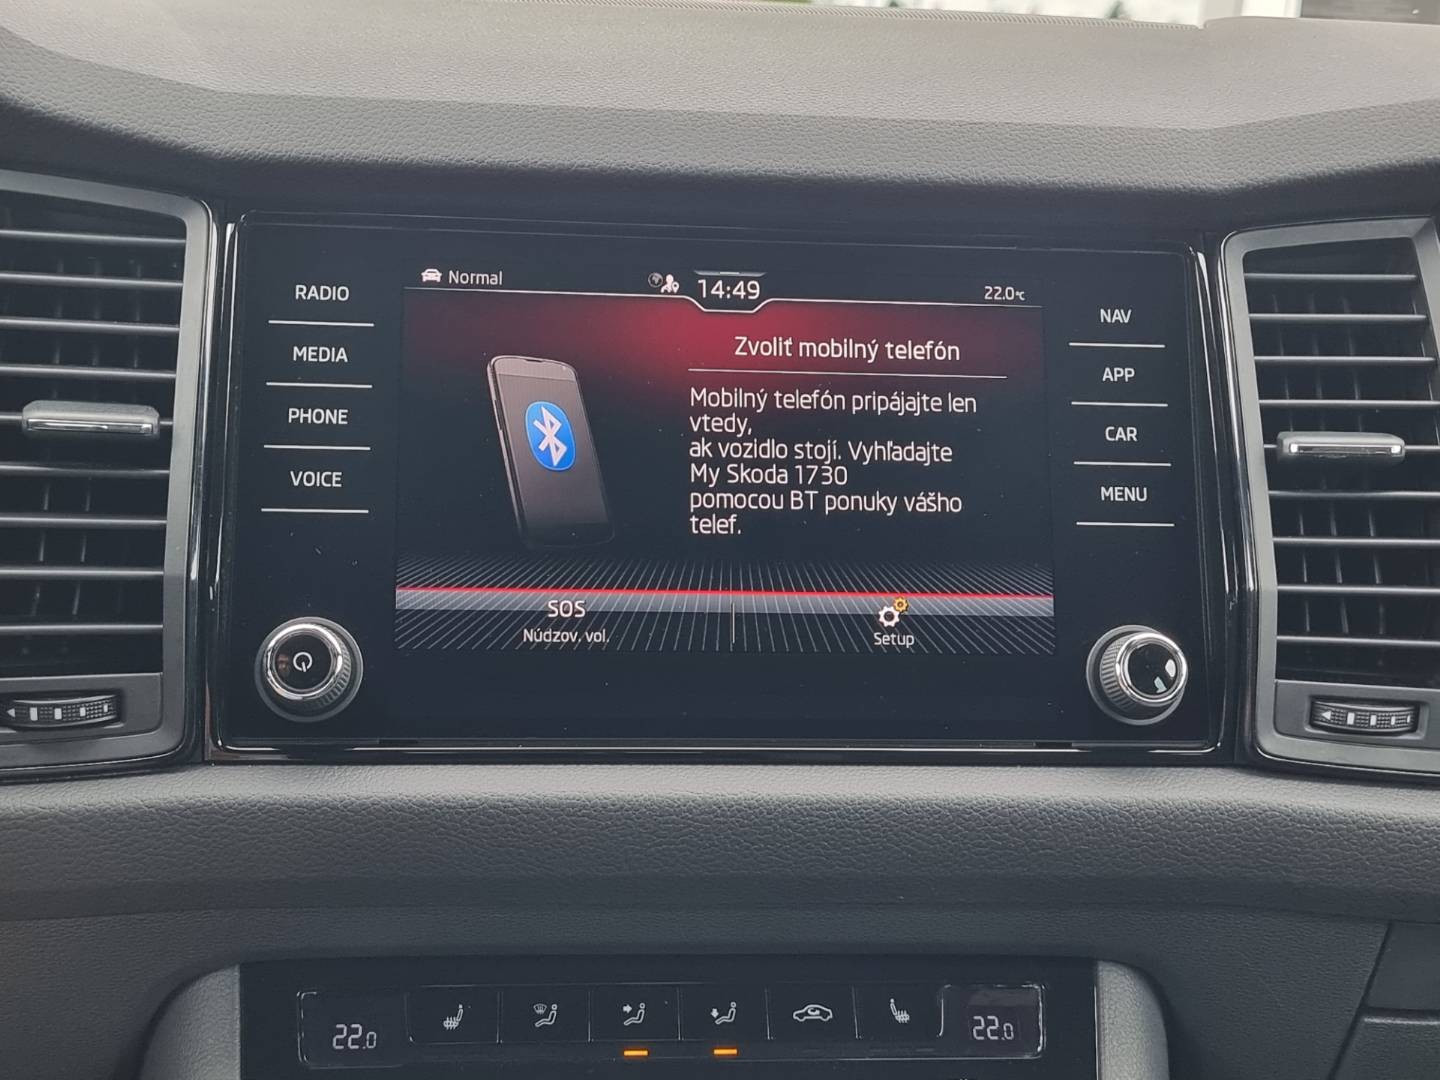 Normal
14:49
22.0°C
RADIO
MEDIA
PHONE
VOICE
Zvoliť mobilný telefón
Mobilný telefón pripájajte len
vtedy,
ak vozidlo stojí. Vyhľadajte
My Skoda 1730
pomocou BT ponuky vášho
telef.
NAV
APP
CAR
MENU
SOS
Núdzov. vol.
Setup
22.0
22.0